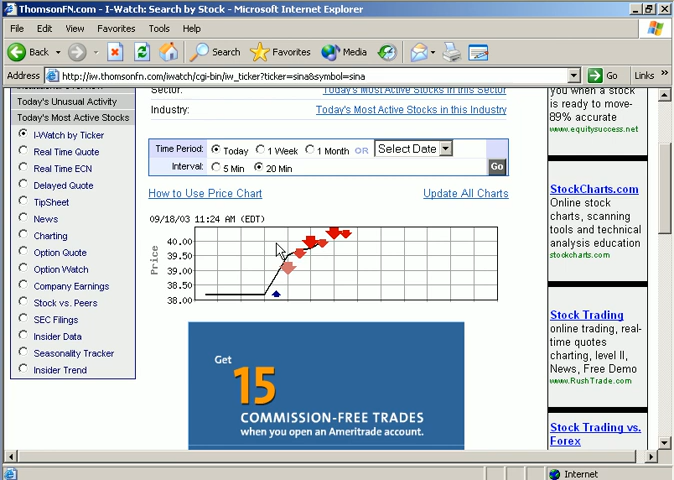 ThomsonFN.com - I-Watch: Search by Stock - Microsoft Internet Explorer
File Edit View Favorites Tools Help
Back Search Favorites Media
Address http://iw.thomsonfn.com/iwatch/cgi-bin/iw_ticker?ticker=sina&symbol=sina Go Links »
Today's Unusual Activity
Today's Most Active Stocks
I-Watch by Ticker
Real Time Quote
Real Time ECN
Delayed Quote
TipSheet
News
Charting
Option Quote
Option Watch
Company Earnings
Stock vs. Peers
SEC Filings
Insider Data
Seasonality Tracker
Insider Trend
Sector: Today's Most Active Stocks in this Sector
Industry: Today's Most Active Stocks in this Industry
Time Period: Today 1 Week 1 Month OR Select Date
Interval: 5 Min 20 Min Go
How to Use Price Chart Update All Charts
09/18/03 11:24 AM (EDT)
Price
40.00
39.50
39.00
38.50
38.00
Get
15
COMMISSION-FREE TRADES
when you open an Ameritrade account.
you when a
stock is ready
to move-
89% accurate
www.equitysuccess.net
StockCharts.com
Online stock
charts, scanning
tools and technical
analysis education
stockcharts.com
Stock Trading
online trading, real-
time quotes
charting, level II,
News, Free Demo
www.RushTrade.com
Stock Trading vs.
Forex
Internet